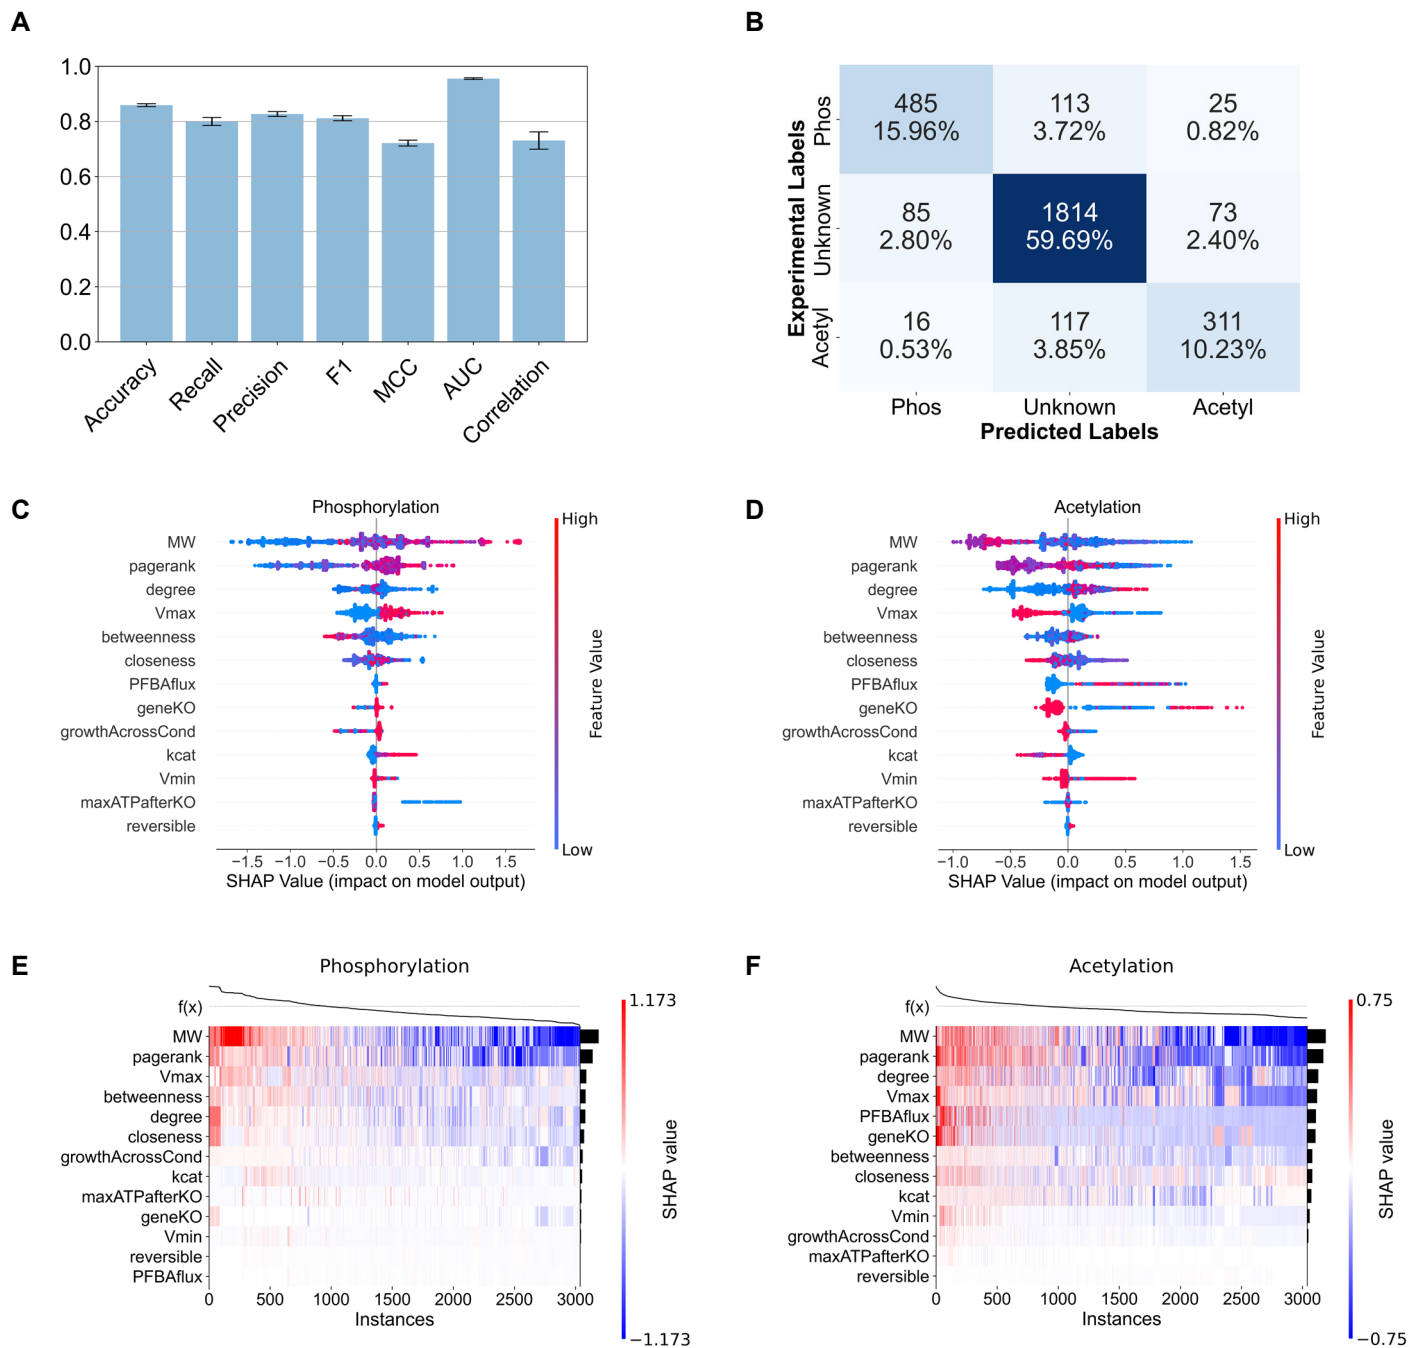 A
1.0
0.8
0.6
0.4
0.2
0.0
Accuracy
Recall
Precision
F1
MCC
AUC
Correlation
B
Experimental Labels
Phos
Unknown
Acetyl
485
15.96%
113
3.72%
25
0.82%
85
2.80%
1814
59.69%
73
2.40%
16
0.53%
117
3.85%
311
10.23%
Phos
Unknown
Acetyl
Predicted Labels
C
Phosphorylation
MW
pagerank
degree
Vmax
betweenness
closeness
PFBAflux
geneKO
growthAcrossCond
kcat
Vmin
maxATPafterKO
reversible
−1.5 −1.0 −0.5 0.0 0.5 1.0 1.5
SHAP Value (impact on model output)
High
Feature Value
Low
D
Acetylation
MW
pagerank
degree
Vmax
betweenness
closeness
PFBAflux
geneKO
growthAcrossCond
kcat
Vmin
maxATPafterKO
reversible
−1.0 −0.5 0.0 0.5 1.0 1.5
SHAP Value (impact on model output)
High
Feature Value
Low
E
Phosphorylation
f(x)
MW
pagerank
Vmax
betweenness
degree
closeness
growthAcrossCond
kcat
maxATPafterKO
geneKO
Vmin
reversible
PFBAflux
0 500 1000 1500 2000 2500 3000
Instances
1.173
SHAP value
−1.173
F
Acetylation
f(x)
MW
pagerank
degree
Vmax
PFBAflux
geneKO
betweenness
closeness
kcat
Vmin
growthAcrossCond
maxATPafterKO
reversible
0 500 1000 1500 2000 2500 3000
Instances
0.75
SHAP value
−0.75